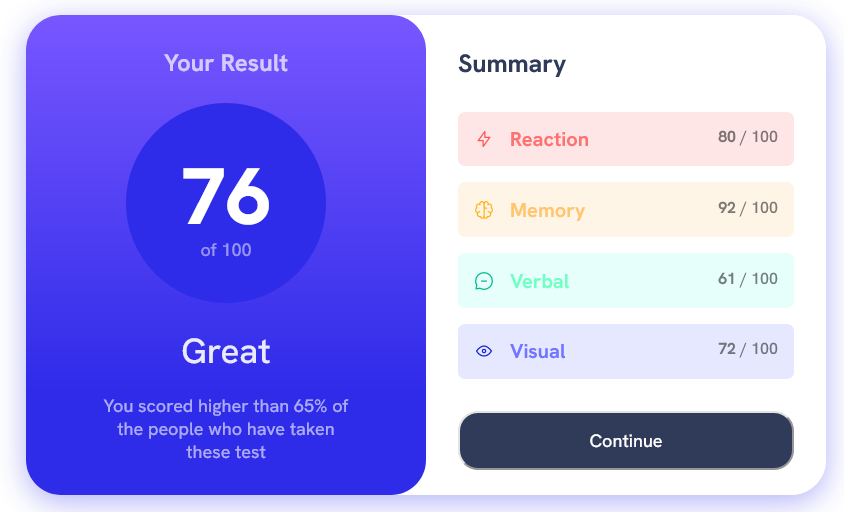 Your Result
76
of 100
Great
You scored higher than 65% of
the people who have taken
these test
Summary
Reaction 80 / 100
Memory 92 / 100
Verbal 61 / 100
Visual 72 / 100
Continue